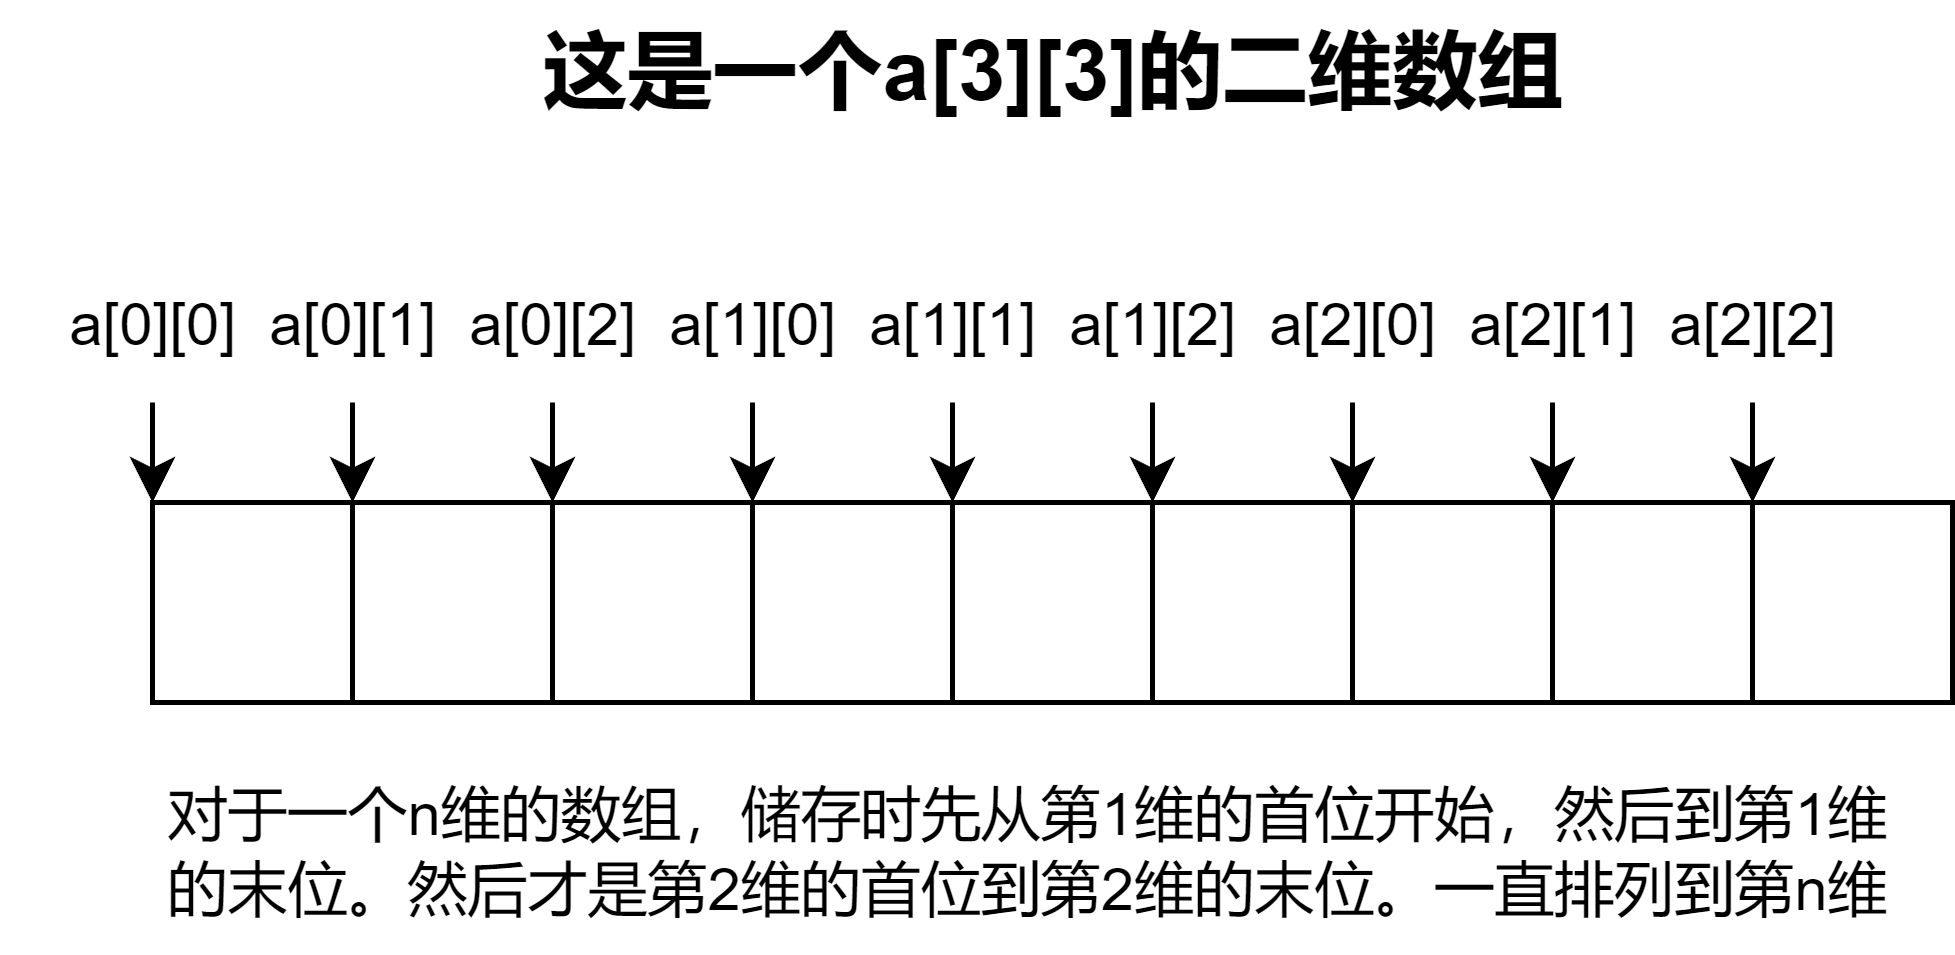 这是一个a[3][3]的二维数组
a[0][0] a[0][1] a[0][2] a[1][0] a[1][1] a[1][2] a[2][0] a[2][1] a[2][2]
对于一个n维的数组，储存时先从第1维的首位开始，然后到第1维
的末位。然后才是第2维的首位到第2维的末位。一直排列到第n维